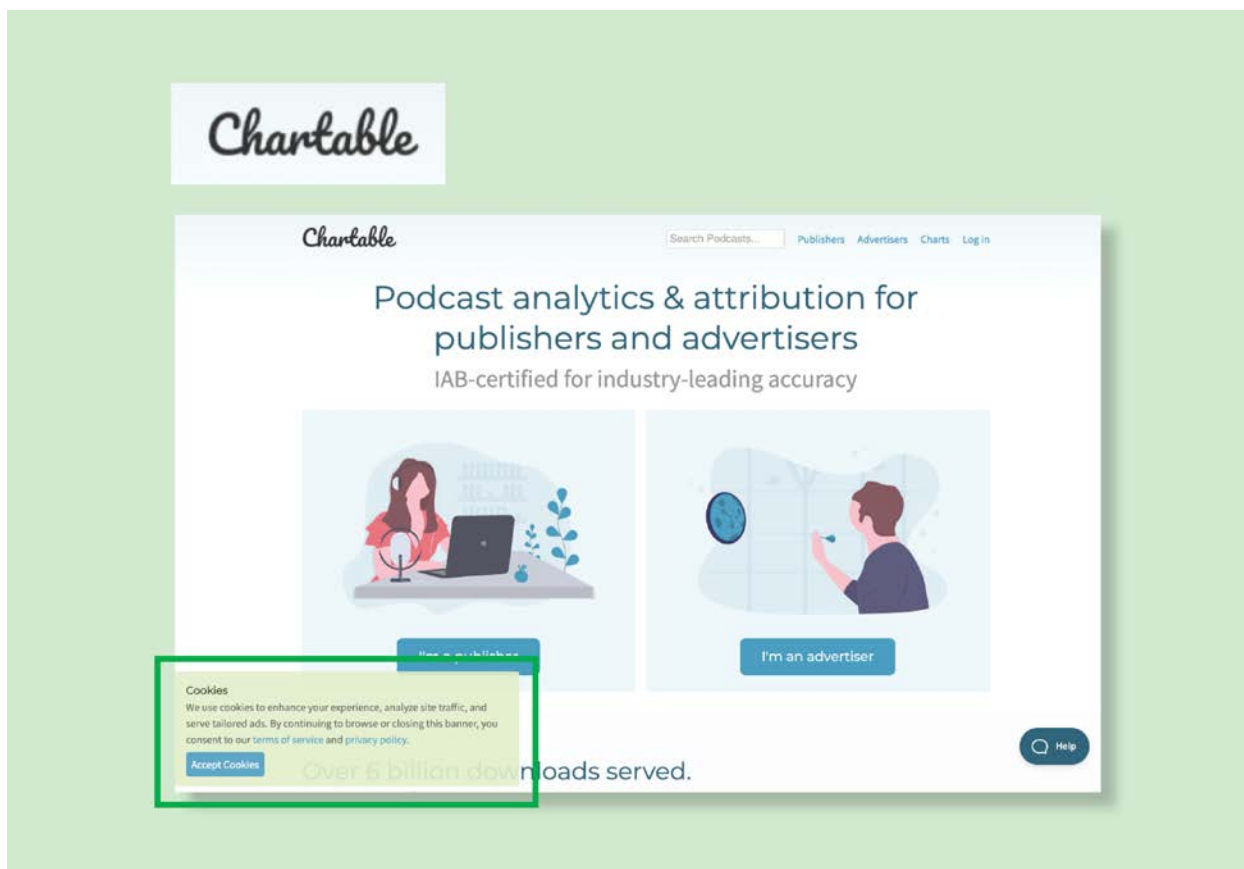 Chartable
Chartable
Search Podcasts...
Publishers
Advertisers
Charts
Log in
Podcast analytics & attribution for
publishers and advertisers
IAB-certified for industry-leading accuracy
I'm a publisher
I'm an advertiser
Cookies
We use cookies to enhance your experience, analyze site traffic, and
serve tailored ads. By continuing to browse or closing this banner, you
consent to our terms of service and privacy policy.
Accept Cookies
Help
Over 6 billion downloads served.